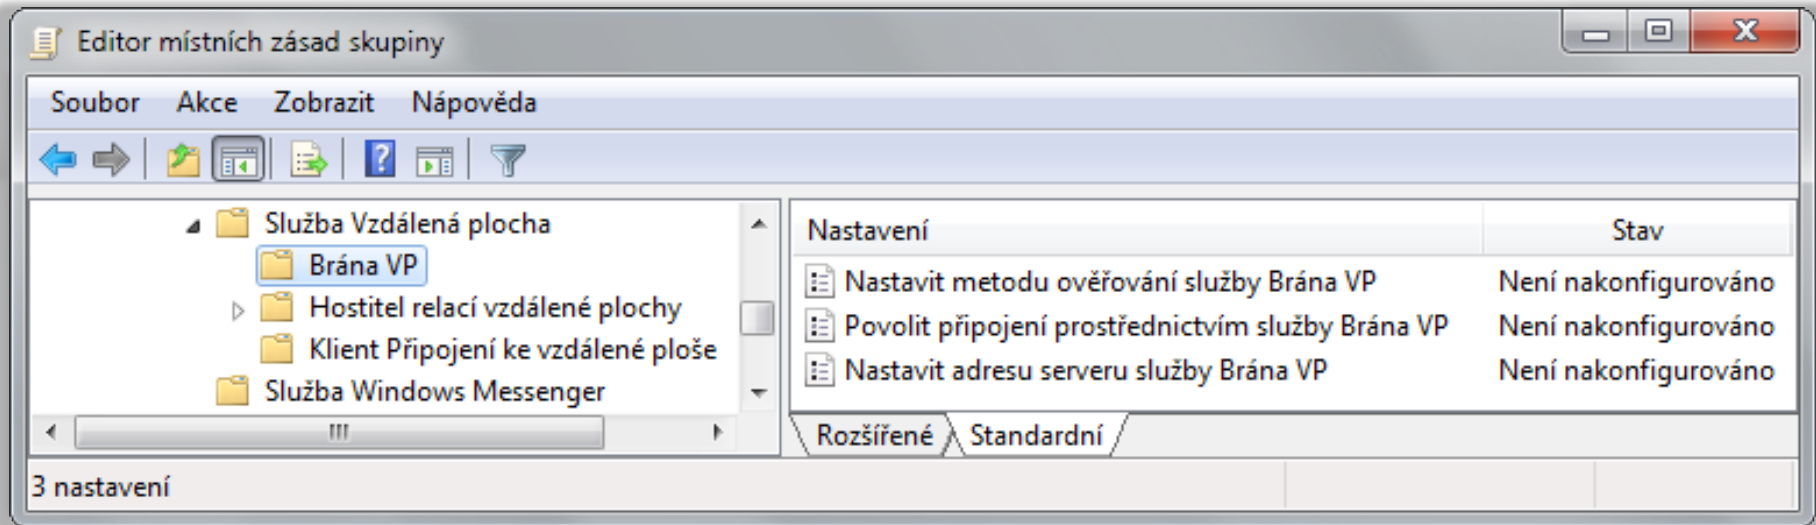 Editor místních zásad skupiny
Soubor Akce Zobrazit Nápověda
Služba Vzdálená plocha
Brána VP
Hostitel relací vzdálené plochy
Klient Připojení ke vzdálené ploše
Služba Windows Messenger
Nastavení Stav
Nastavit metodu ověřování služby Brána VP Není nakonfigurováno
Povolit připojení prostřednictvím služby Brána VP Není nakonfigurováno
Nastavit adresu serveru služby Brána VP Není nakonfigurováno
Rozšířené Standardní
3 nastavení